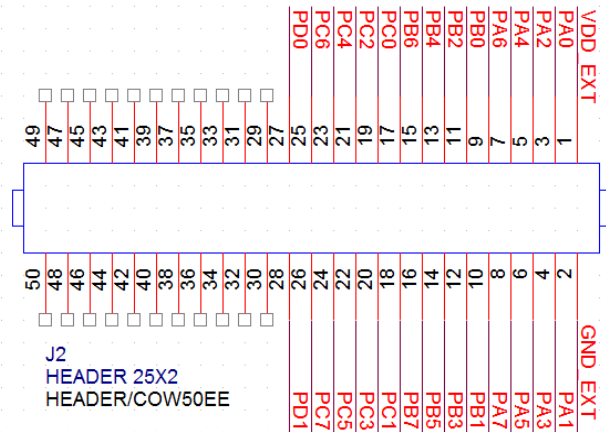 PD0 PC6 PC4 PC2 PC0 PB6 PB4 PB2 PB0 PA6 PA4 PA2 PA0 VDD EXT
49 47 45 43 41 39 37 35 33 31 29 27 25 23 21 19 17 15 13 11 9 7 5 3 1
50 48 46 44 42 40 38 36 34 32 30 28 26 24 22 20 18 16 14 12 10 8 6 4 2
PD1 PC7 PC5 PC3 PC1 PB7 PB5 PB3 PB1 PA7 PA5 PA3 PA1 GND EXT
J2
HEADER 25X2
HEADER/COW50EE